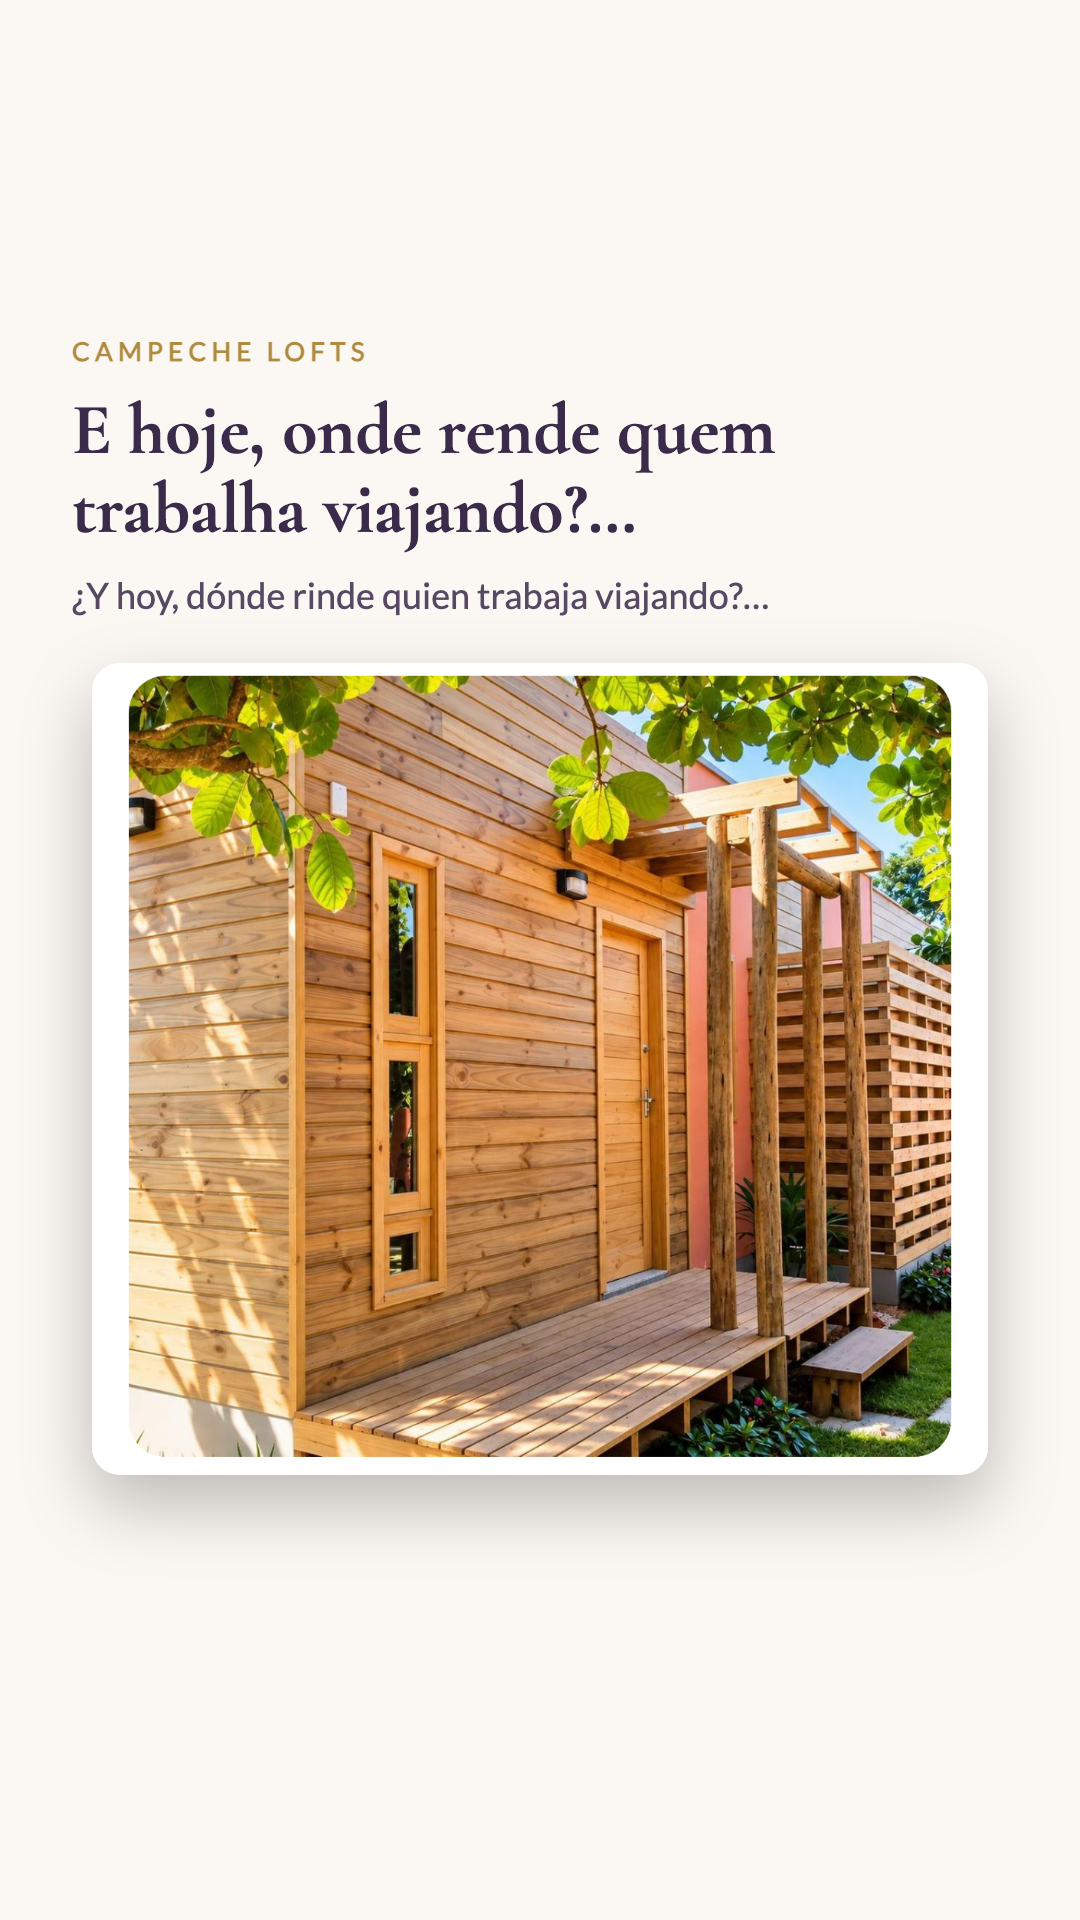 CAMPECHE LOFTS
E hoje, onde rende quem
trabalha viajando?...
¿Y hoy, dónde rinde quien trabaja viajando?...